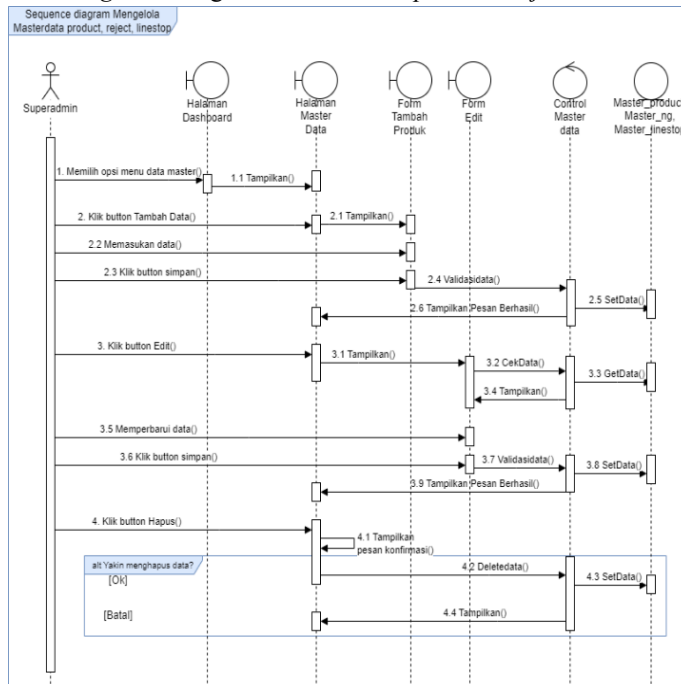 Sequence diagram Mengelola
Masterdata product, reject, linestop
Superadmin
Halaman
Dashboard
Halaman
Master
Data
Form
Tambah
Produk
Form
Edit
Control
Master
data
Master_produc
Master_ng,
Master_linestop
1. Memilih opsi menu data master()
1.1 Tampilkan()
2. Klik button Tambah Data()
2.1 Tampilkan()
2.2 Memasukan data()
2.3 Klik button simpan()
2.4 Validasidata()
2.5 SetData()
2.6 Tampilkan Pesan Berhasil()
3. Klik button Edit()
3.1 Tampilkan()
3.2 CekData()
3.3 GetData()
3.4 Tampilkan()
3.5 Memperbarui data()
3.6 Klik button simpan()
3.7 Validasidata()
3.8 SetData()
3.9 Tampilkan Pesan Berhasil()
4. Klik button Hapus()
4.1 Tampilkan
pesan konfirmasi()
alt Yakin menghapus data?
[Ok]
4.2 Deletedata()
4.3 SetData()
[Batal]
4.4 Tampilkan()